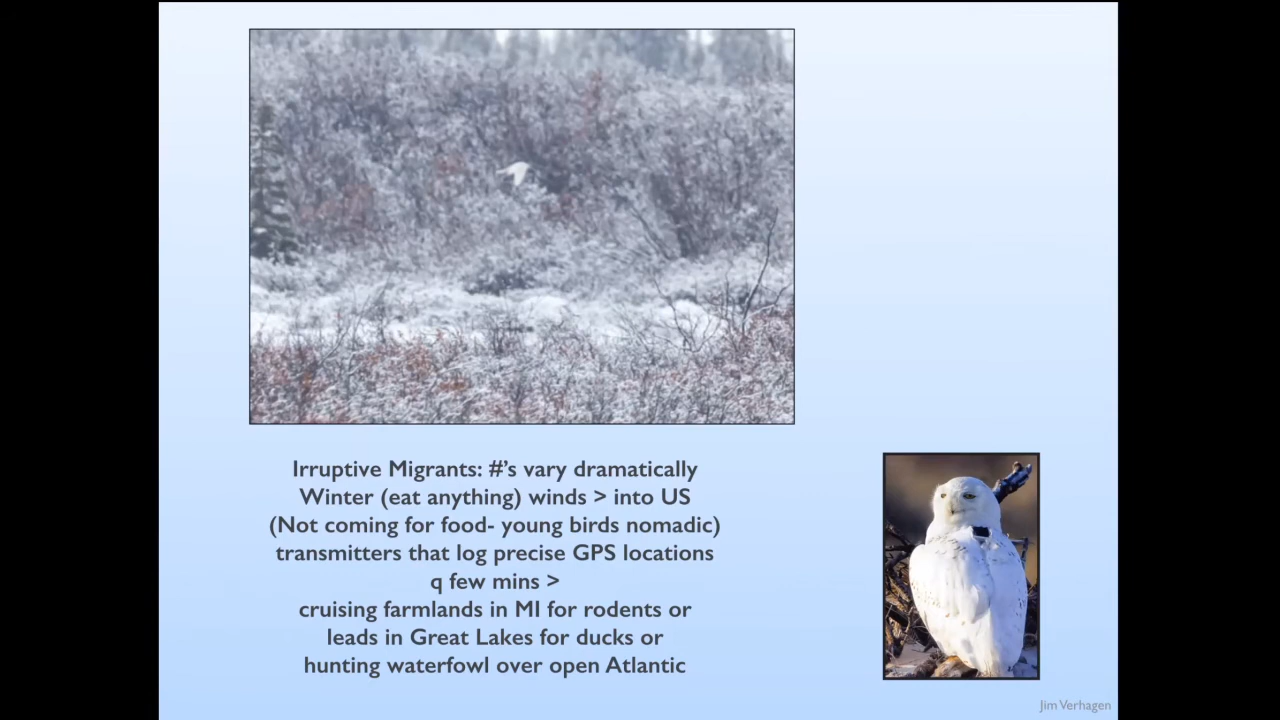 Irruptive Migrants: #'s vary dramatically
Winter (eat anything) winds > into US
(Not coming for food- young birds nomadic)
transmitters that log precise GPS locations
q few mins >
cruising farmlands in MI for rodents or
leads in Great Lakes for ducks or
hunting waterfowl over open Atlantic
Jim Verhagen